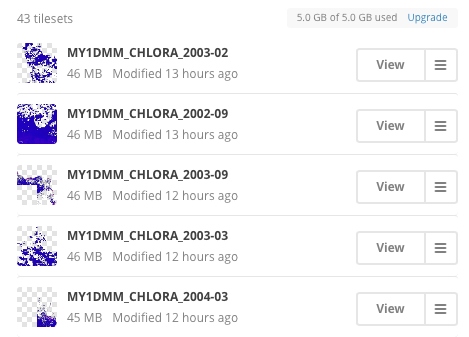 43 tilesets
5.0 GB of 5.0 GB used Upgrade
MY1DMM_CHLORA_2003-02
46 MB Modified 13 hours ago
View
MY1DMM_CHLORA_2002-09
46 MB Modified 13 hours ago
View
MY1DMM_CHLORA_2003-09
46 MB Modified 12 hours ago
View
MY1DMM_CHLORA_2003-03
46 MB Modified 12 hours ago
View
MY1DMM_CHLORA_2004-03
45 MB Modified 12 hours ago
View